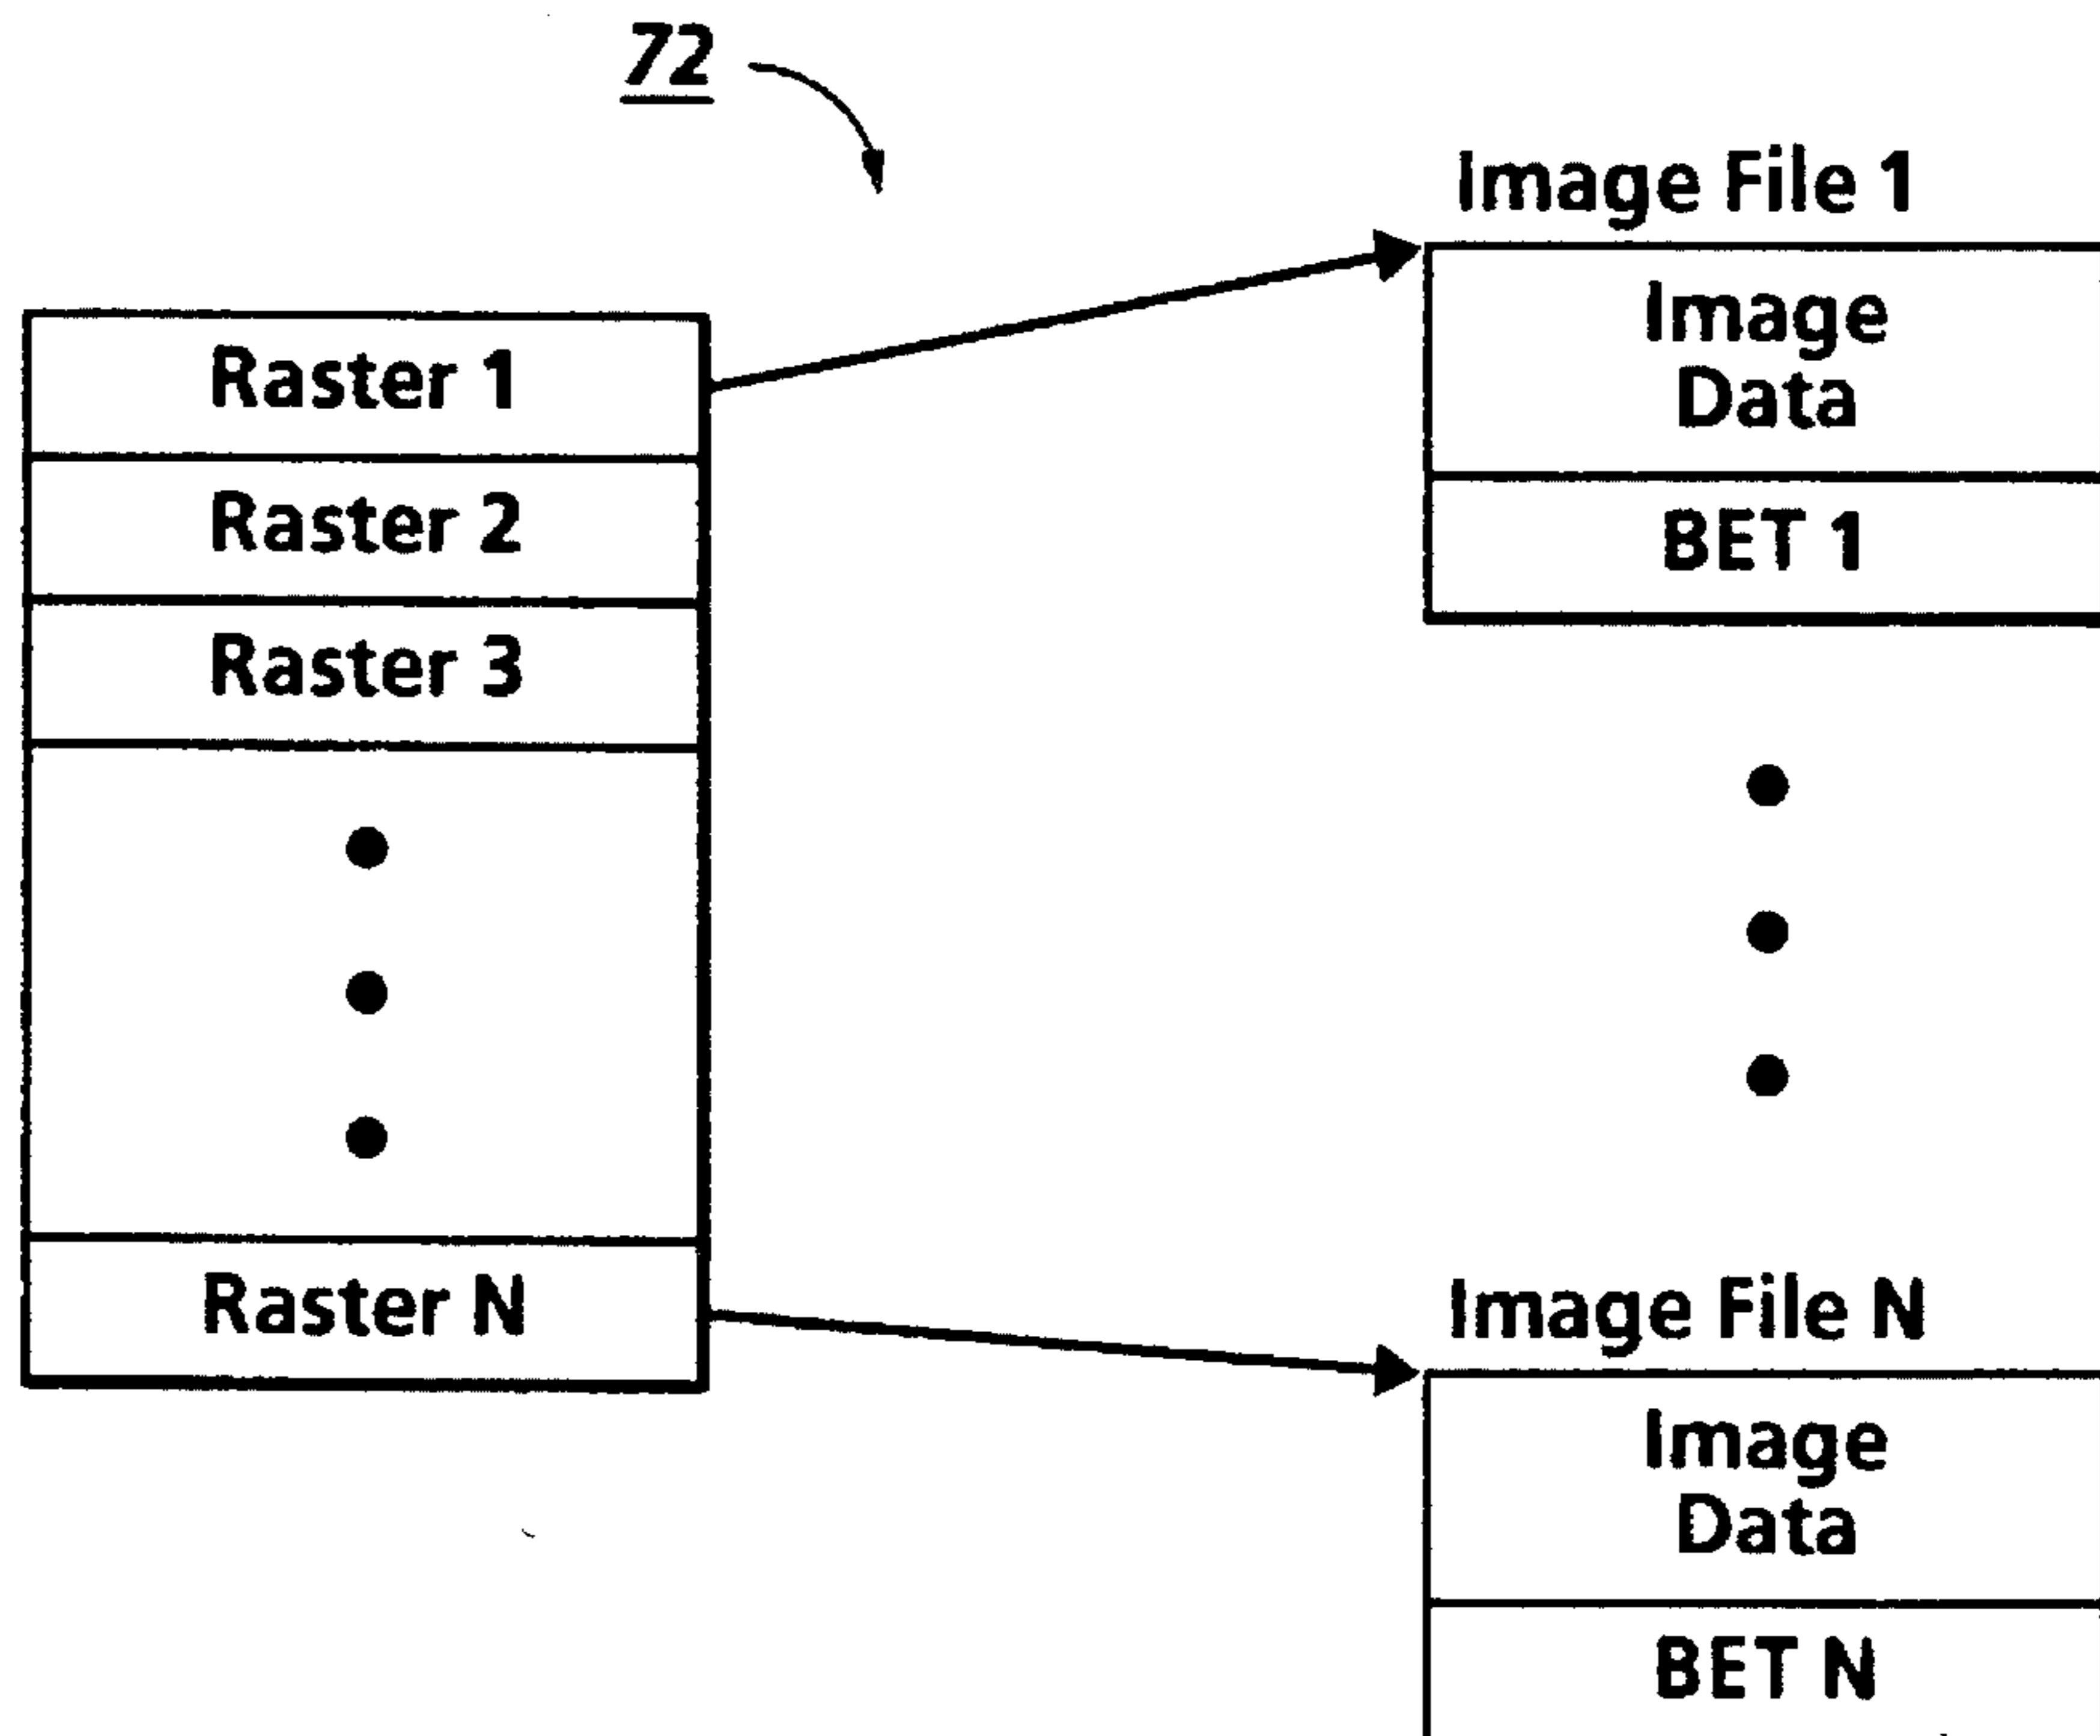 72
Image File 1
Image
Data
BET 1
Raster 1
Raster 2
Raster 3
Raster N
Image File N
Image
Data
BET N